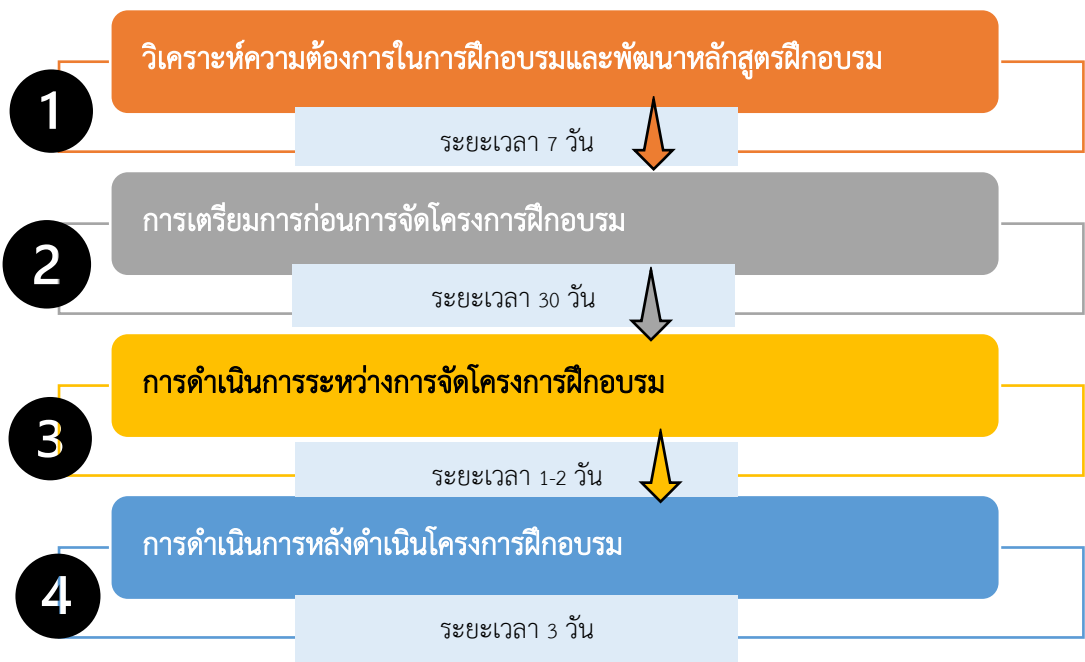 1
วิเคราะห์ความต้องการในการฝึกอบรมและพัฒนาหลักสูตรฝึกอบรม
ระยะเวลา 7 วัน
2
การเตรียมการก่อนการจัดโครงการฝึกอบรม
ระยะเวลา 30 วัน
3
การดำเนินการระหว่างการจัดโครงการฝึกอบรม
ระยะเวลา 1-2 วัน
4
การดำเนินการหลังดำเนินโครงการฝึกอบรม
ระยะเวลา 3 วัน